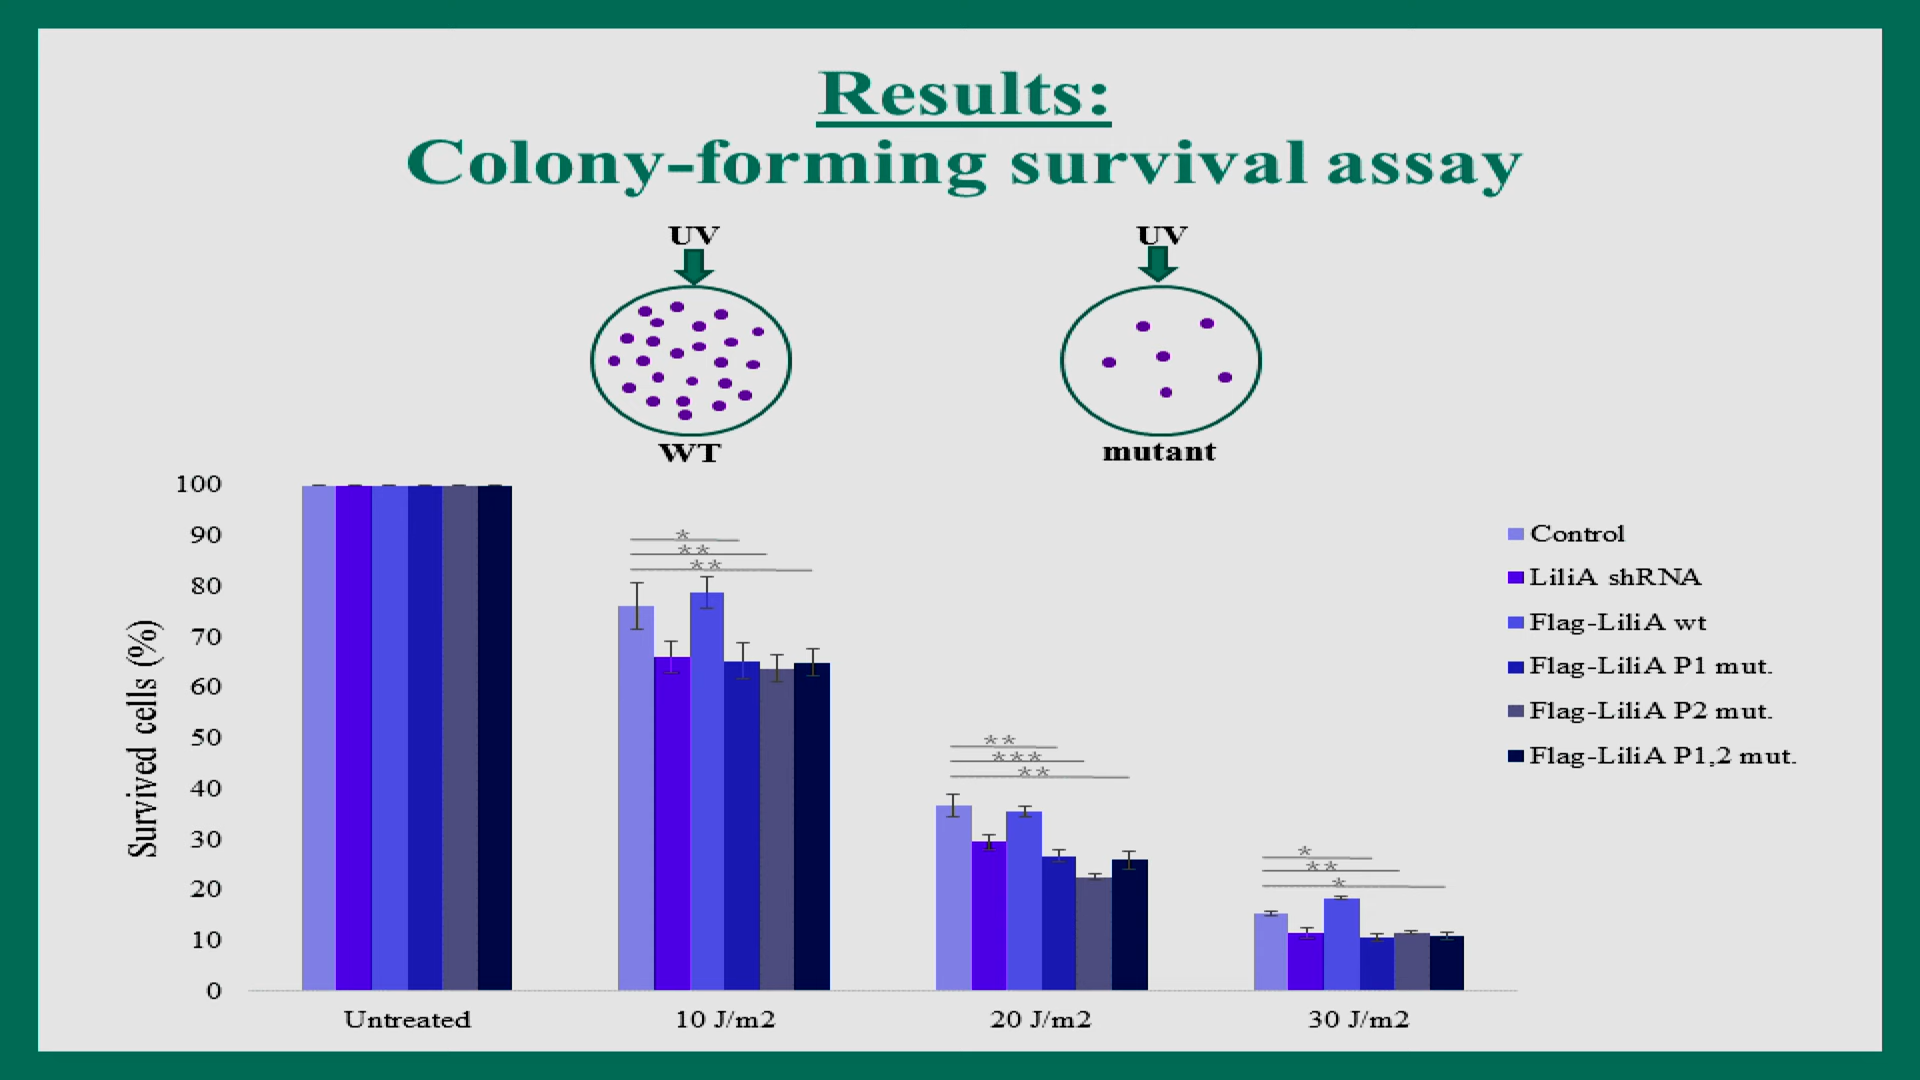 Results:
Colony-forming survival assay
UV
UV
WT
mutant
Survived cells (%)
100
90
80
70
60
50
40
30
20
10
0
*
**
**
**
***
**
*
**
*
Untreated
10 J/m2
20 J/m2
30 J/m2
Control
LiliA shRNA
Flag-LiliA wt
Flag-LiliA P1 mut.
Flag-LiliA P2 mut.
Flag-LiliA P1,2 mut.